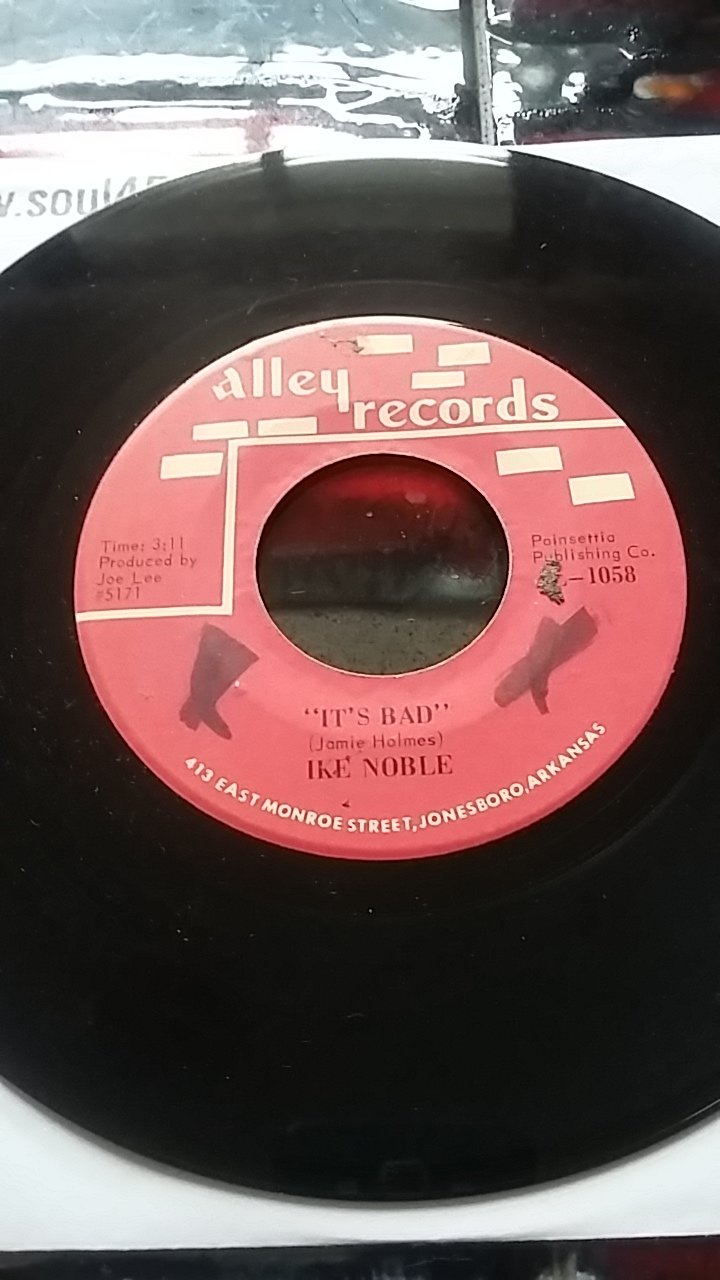 alley
records
Time: 3:11
Produced by
Joe Lee
#5171
Poinsettia
Publishing Co.
-1058
"IT'S BAD"
(Jamie Holmes)
IKE NOBLE
413 EAST MONROE STREET, JONESBORO, ARKANSAS